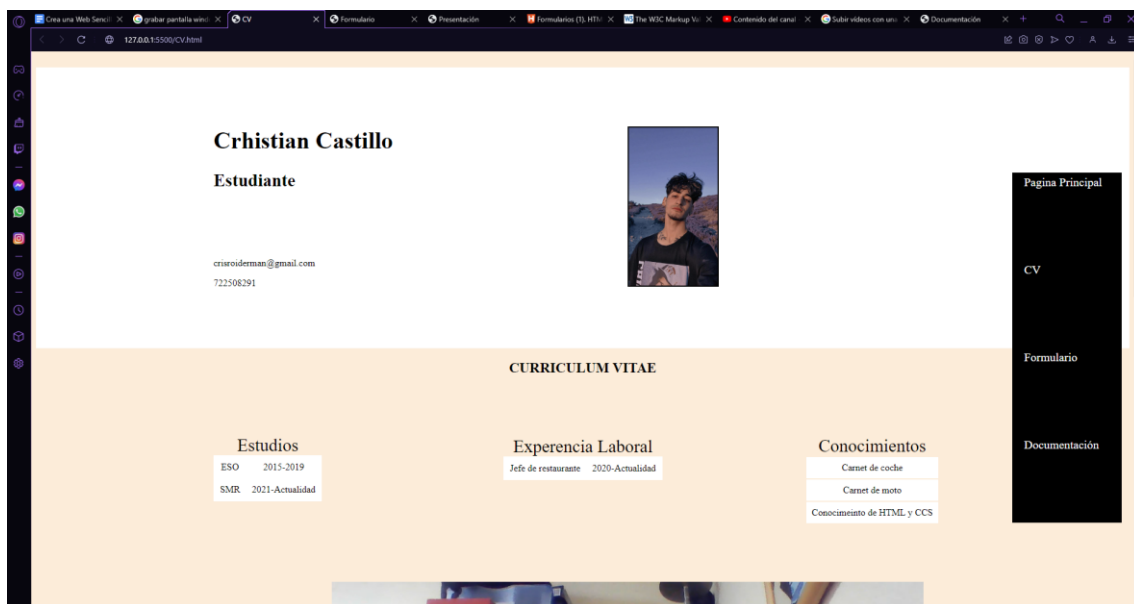 Crea una Web Sencil
grabar pantalla wind
CV
Formulario
Presentación
Formularios (1). HTM
The W3C Markup Val
Contenido del canal
Subir vídeos con una
Documentación
127.0.0.1:5500/CV.html
Crhistian Castillo
Estudiante
crisroiderman@gmail.com
722508291
Pagina Principal
CV
Formulario
Documentación
CURRICULUM VITAE
Estudios
ESO 2015-2019
SMR 2021-Actualidad
Experencia Laboral
Jefe de restaurante 2020-Actualidad
Conocimientos
Carnet de coche
Carnet de moto
Conocimeinto de HTML y CCS